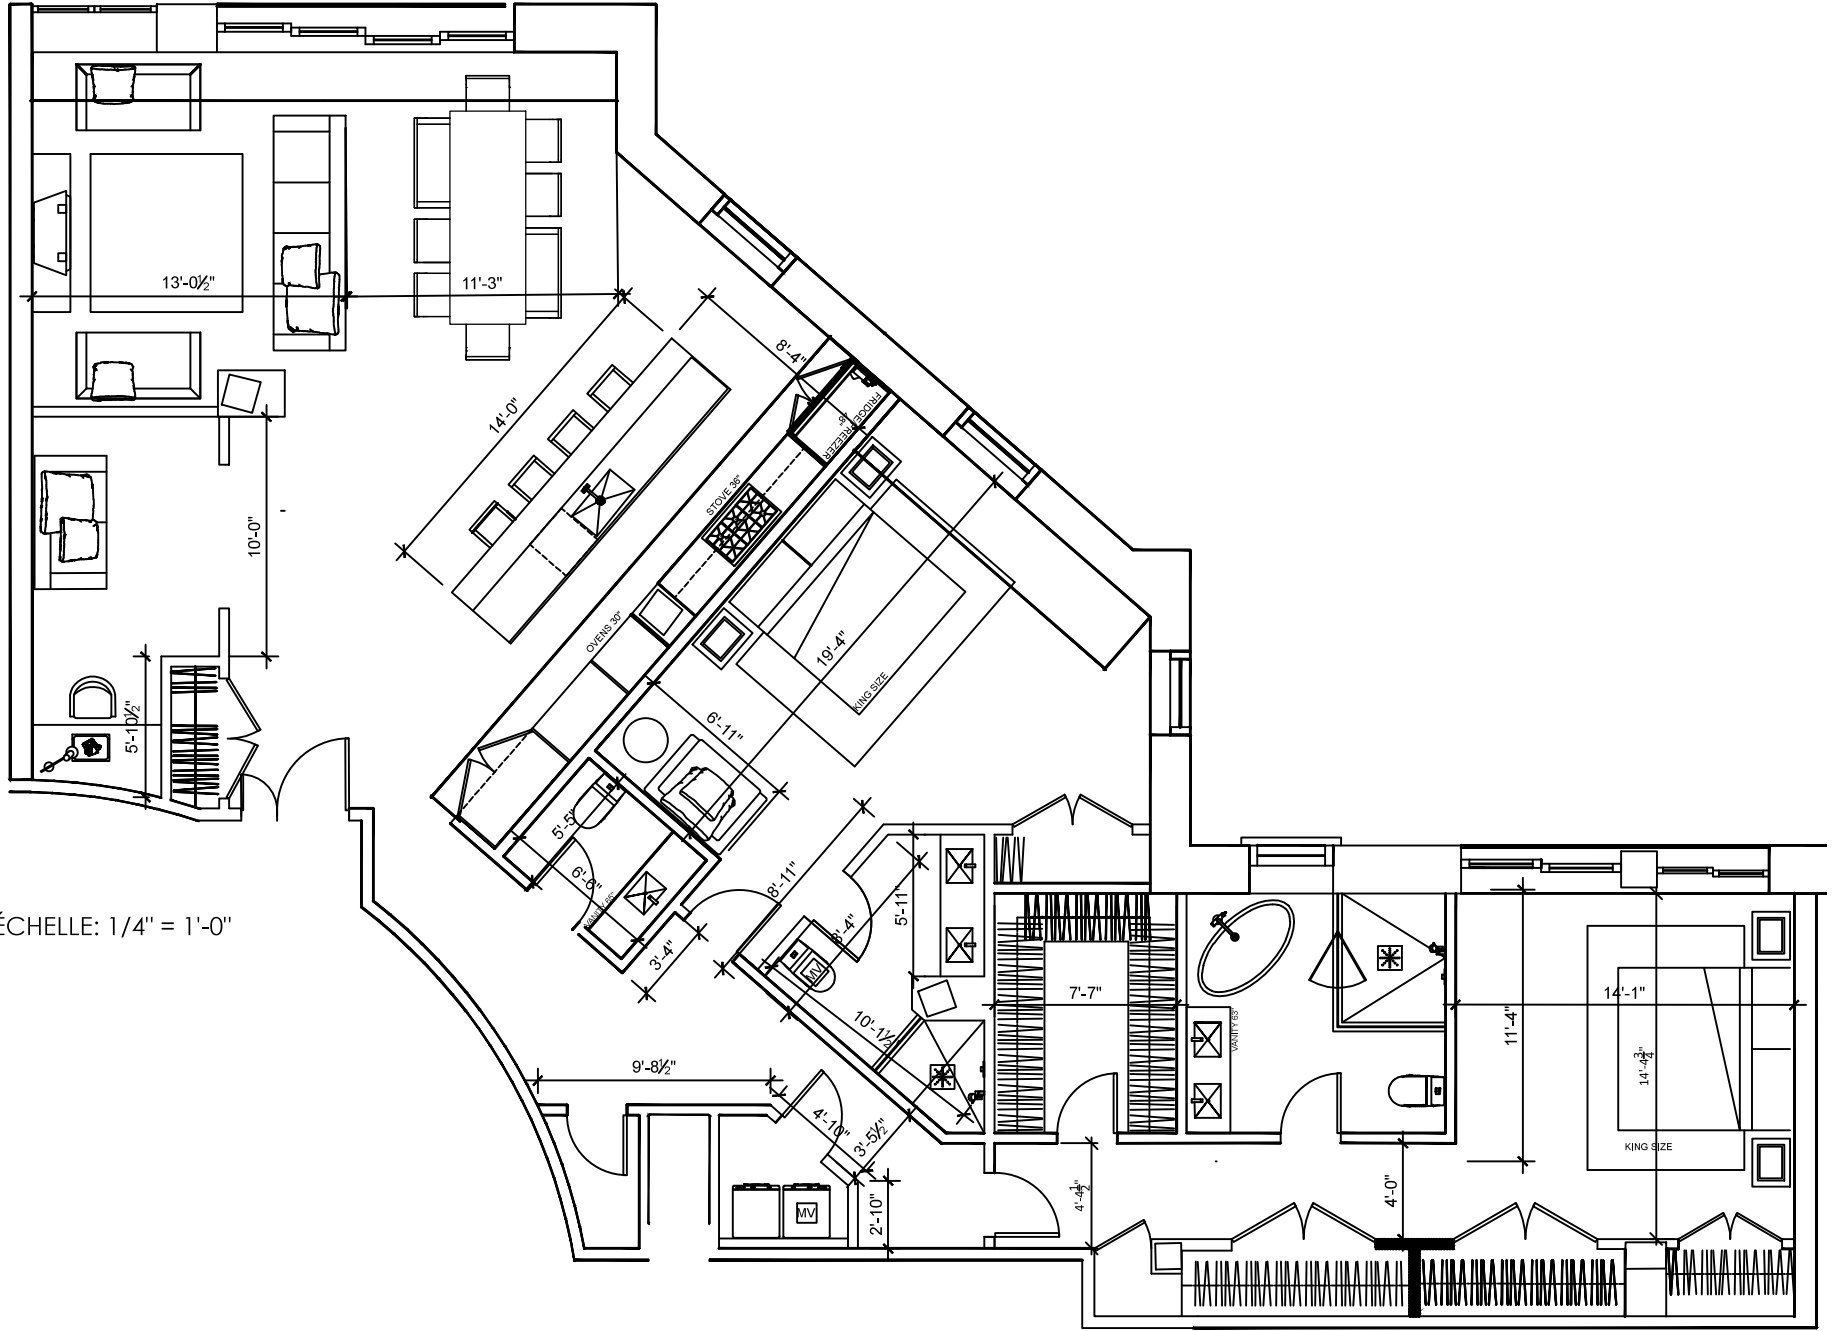 13'-0½"
11'-3"
8'-4"
14'-0"
FRIDGE/FREEZER
48"
STOVE 36"
10'-0"
OVENS 30"
19'-4"
KING SIZE
5'-10½"
6'-11"
5'-5"
6'-6"
VANITY 65"
8'-11"
8'-4"
5'-11"
3'-4"
MV
ÉCHELLE: 1/4" = 1'-0"
7'-7"
14'-1"
10'-1½"
VANITY 63"
11'-4"
14'-4¾"
9'-8½"
4'-10"
3'-5½"
KING SIZE
2'-10"
4'-4½"
4'-0"
MV